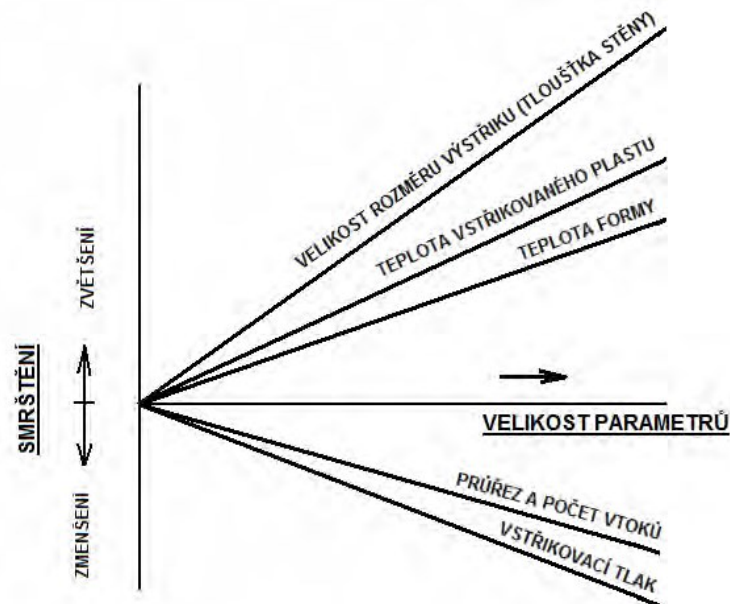 VELIKOST ROZMĚRU VÝSTŘIKU (TLOUŠŤKA STĚNY)
TEPLOTA VSTŘIKOVANÉHO PLASTU
TEPLOTA FORMY
ZVĚTŠENÍ
SMRŠTĚNÍ
ZMENŠENÍ
VELIKOST PARAMETRŮ
PRŮŘEZ A POČET VTOKŮ
VSTŘIKOVACÍ TLAK